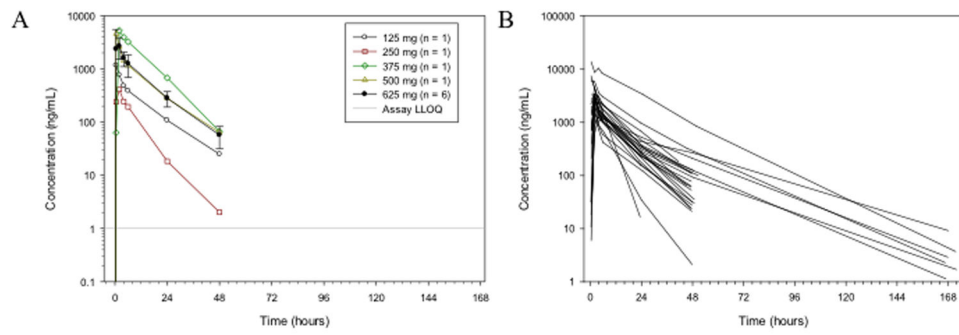 A
10000
1000
100
10
1
0.1
Concentration (ng/mL)
0 24 48 72 96 120 144 168
Time (hours)
125 mg (n = 1)
250 mg (n = 1)
375 mg (n = 1)
500 mg (n = 1)
625 mg (n = 6)
Assay LLOQ
B
100000
10000
1000
100
10
1
Concentration (ng/mL)
0 24 48 72 96 120 144 168
Time (hours)